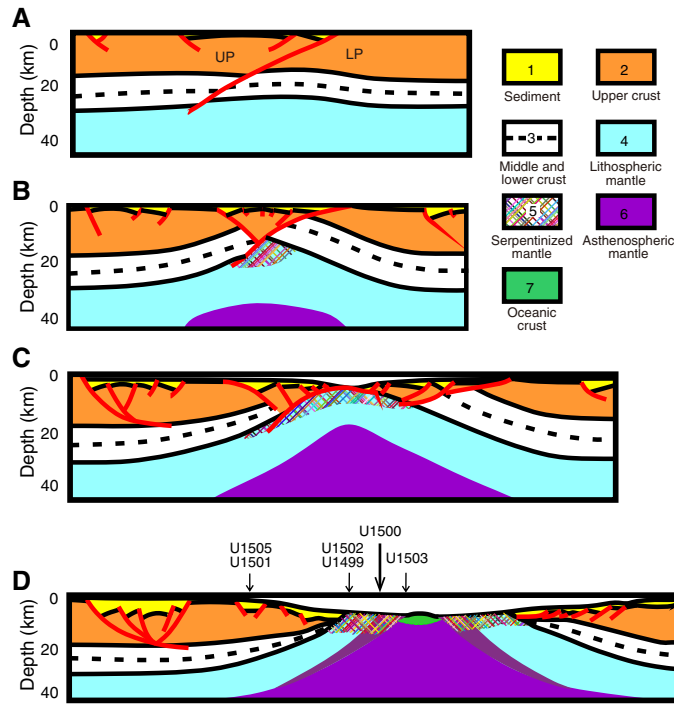 A
0
20
40
Depth (km)
UP
LP
1
Sediment
2
Upper crust
3
Middle and
lower crust
4
Lithospheric
mantle
5
Serpentinized
mantle
6
Asthenospheric
mantle
7
Oceanic
crust
B
0
20
40
Depth (km)
C
0
20
40
Depth (km)
U1500
U1505
U1501
U1502
U1499
U1503
D
0
20
40
Depth (km)